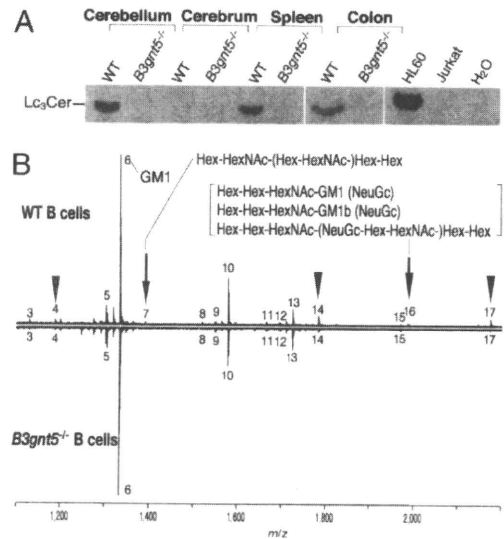 A
Cerebellum Cerebrum Spleen Colon
WT B3gnt5-/- WT B3gnt5-/- WT B3gnt5-/- WT B3gnt5-/- HL60 Jurkat H2O
Lc3Cer
B
6 GM1
Hex-HexNAc-(Hex-HexNAc-)Hex-Hex
Hex-Hex-HexNAc-GM1 (NeuGc)
Hex-Hex-HexNAc-GM1b (NeuGc)
Hex-Hex-HexNAc-(NeuGc-Hex-HexNAc-)Hex-Hex
WT B cells
3 4 5 7 8 9 10 11 12 13 14 15 16 17
3 4 5 8 9 10 11 12 13 14 15 17
B3gnt5-/- B cells
6
1,200 1,400 1,600 1,800 2,000
m/z